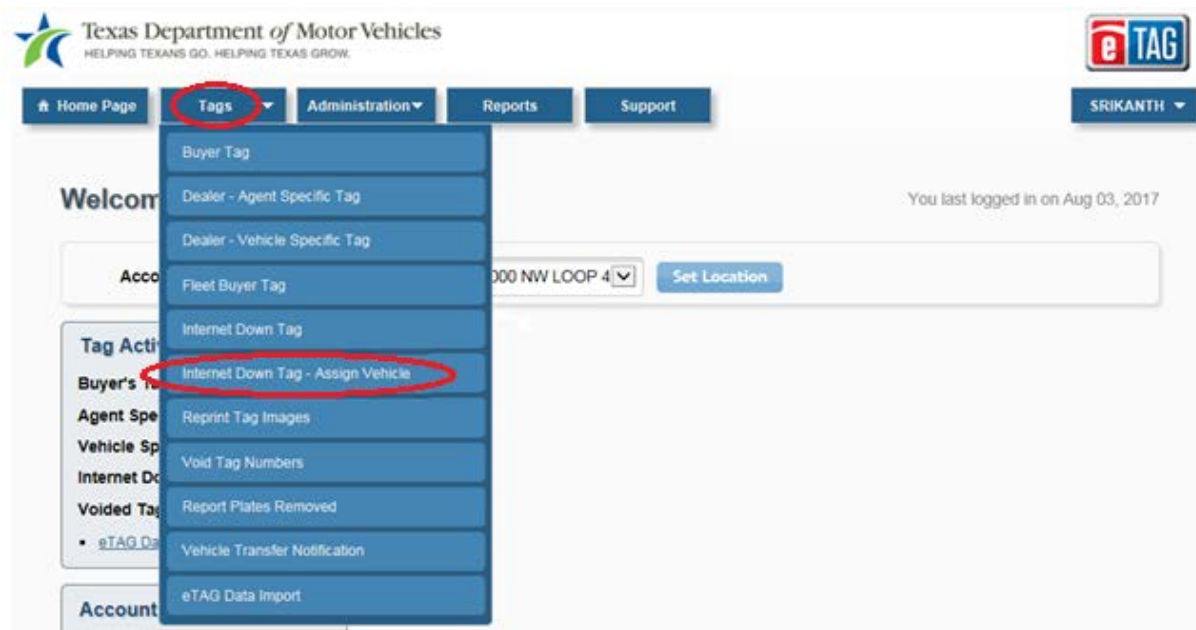 Texas Department of Motor Vehicles
HELPING TEXANS GO. HELPING TEXAS GROW.
e TAG
Home Page
Tags
Administration
Reports
Support
SRIKANTH
Buyer Tag
Dealer - Agent Specific Tag
Dealer - Vehicle Specific Tag
Fleet Buyer Tag
Internet Down Tag
Internet Down Tag - Assign Vehicle
Reprint Tag Images
Void Tag Numbers
Report Plates Removed
Vehicle Transfer Notification
eTAG Data Import
Welcom
You last logged in on Aug 03, 2017
Acco
000 NW LOOP 4
Set Location
Tag Acti
Buyer's Ta
Agent Spe
Vehicle Sp
Internet Do
Voided Tag
eTAG Da
Account